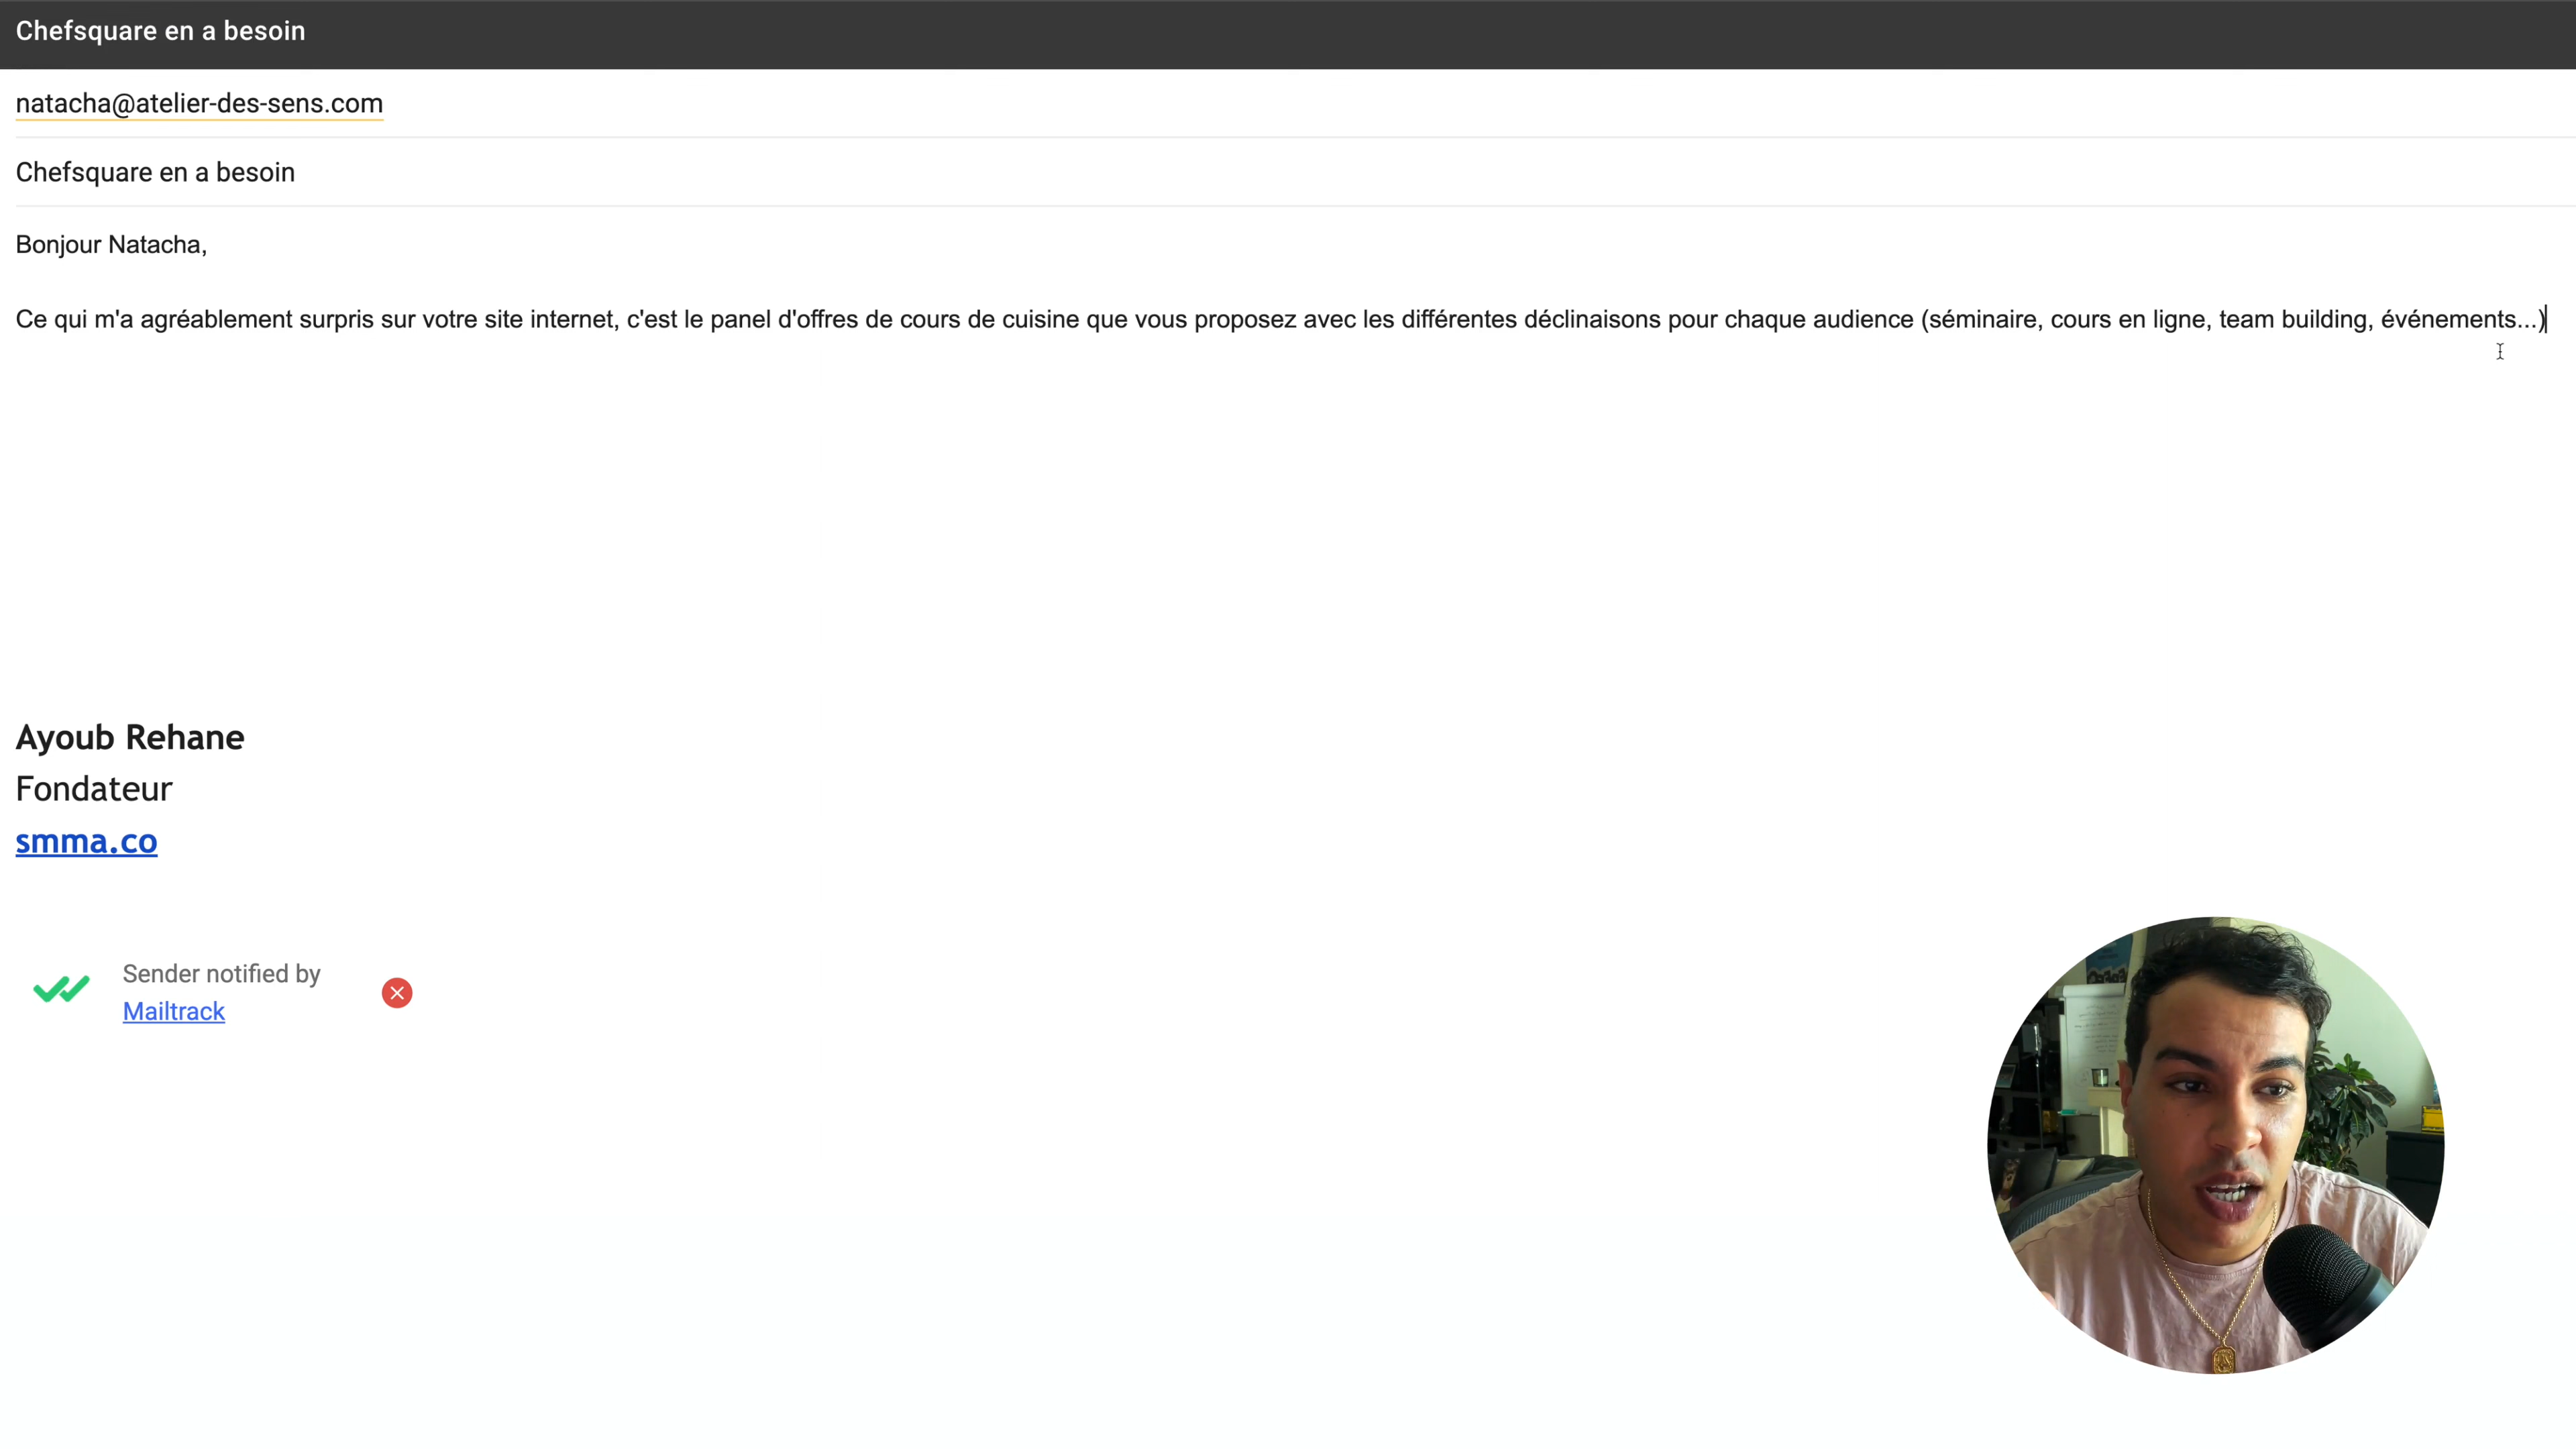 Chefsquare en a besoin
natacha@atelier-des-sens.com
Chefsquare en a besoin
Bonjour Natacha,
Ce qui m'a agréablement surpris sur votre site internet, c'est le panel d'offres de cours de cuisine que vous proposez avec les différentes déclinaisons pour chaque audience (séminaire, cours en ligne, team building, événements...)
Ayoub Rehane
Fondateur
smma.co
Sender notified by
Mailtrack